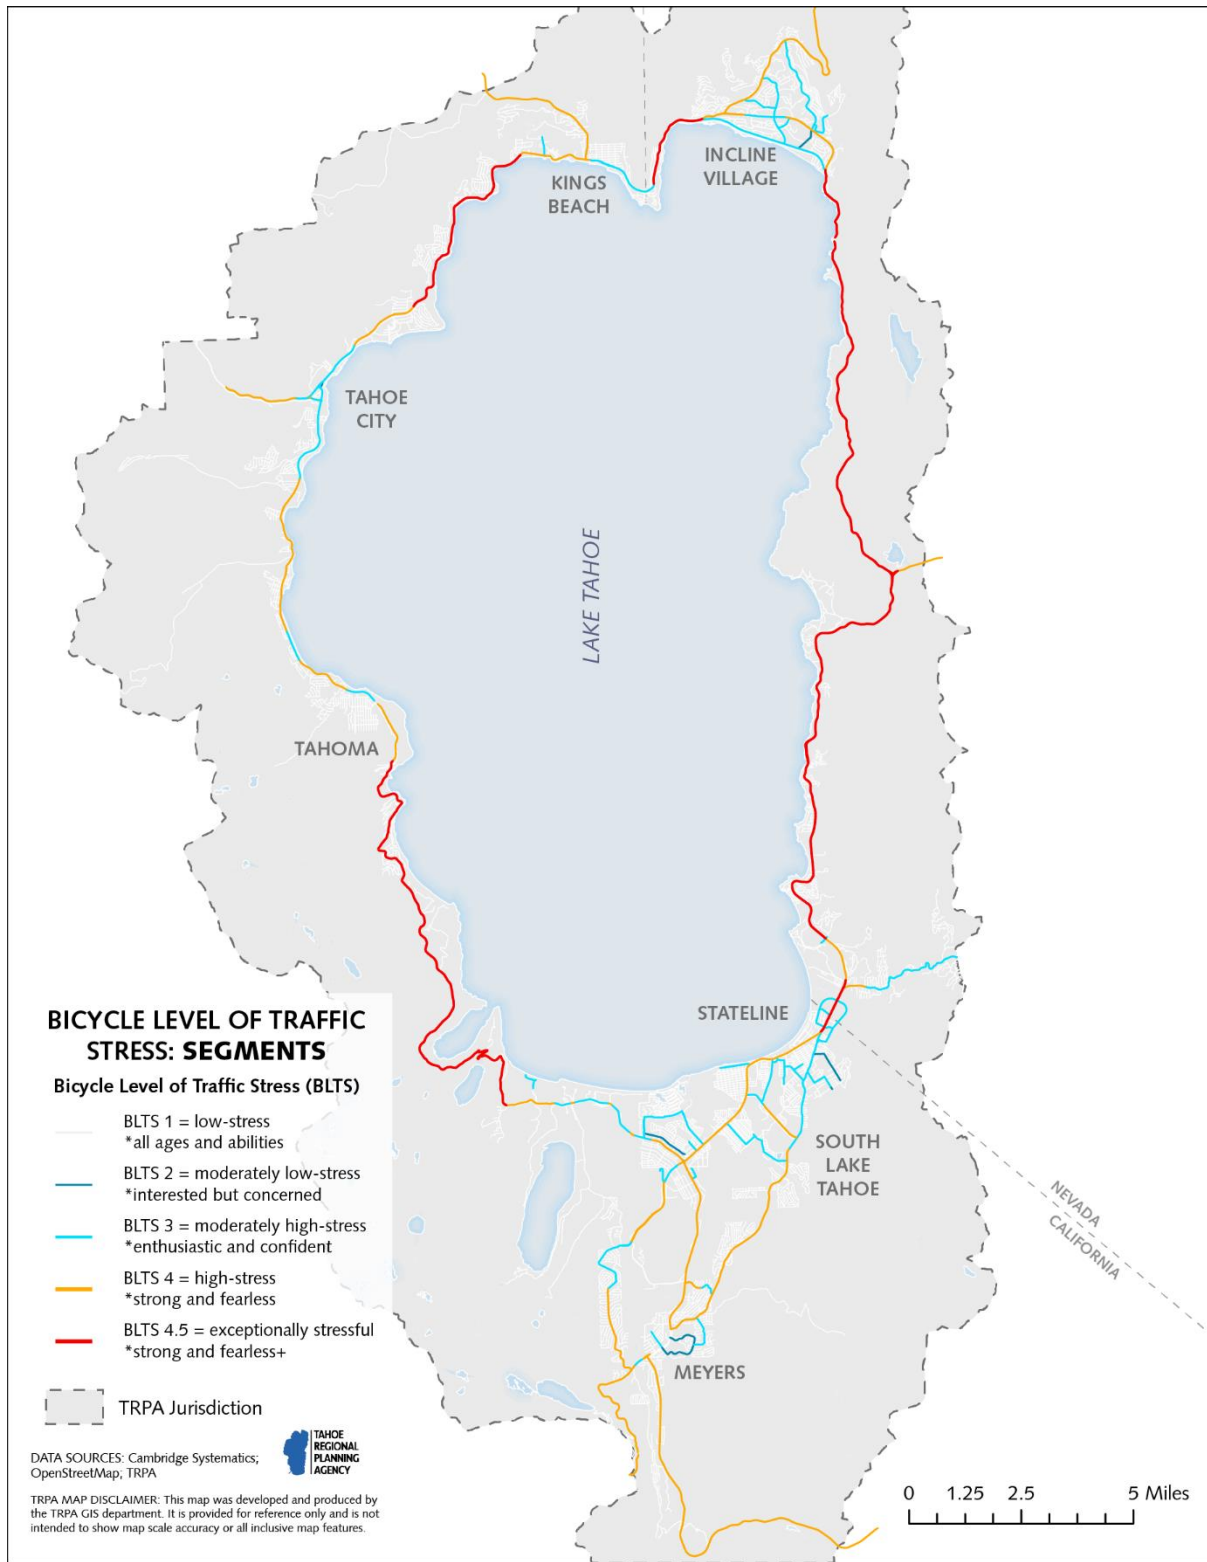 INCLINE
VILLAGE
KINGS
BEACH
TAHOE
CITY
LAKE TAHOE
TAHOMA
STATELINE
SOUTH
LAKE
TAHOE
NEVADA
CALIFORNIA
MEYERS
BICYCLE LEVEL OF TRAFFIC
STRESS: SEGMENTS
Bicycle Level of Traffic Stress (BLTS)
BLTS 1 = low-stress
*all ages and abilities
BLTS 2 = moderately low-stress
*interested but concerned
BLTS 3 = moderately high-stress
*enthusiastic and confident
BLTS 4 = high-stress
*strong and fearless
BLTS 4.5 = exceptionally stressful
*strong and fearless+
TRPA Jurisdiction
DATA SOURCES: Cambridge Systematics;
OpenStreetMap; TRPA
TAHOE
REGIONAL
PLANNING
AGENCY
TRPA MAP DISCLAIMER: This map was developed and produced by
the TRPA GIS department. It is provided for reference only and is not
intended to show map scale accuracy or all inclusive map features.
0 1.25 2.5 5 Miles